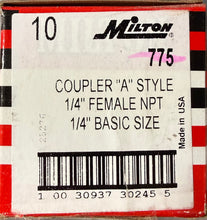 10 MILTON
775
COUPLER "A" STYLE
1/4" FEMALE NPT
1/4" BASIC SIZE
Made in USA
1 00 30937 30245 5